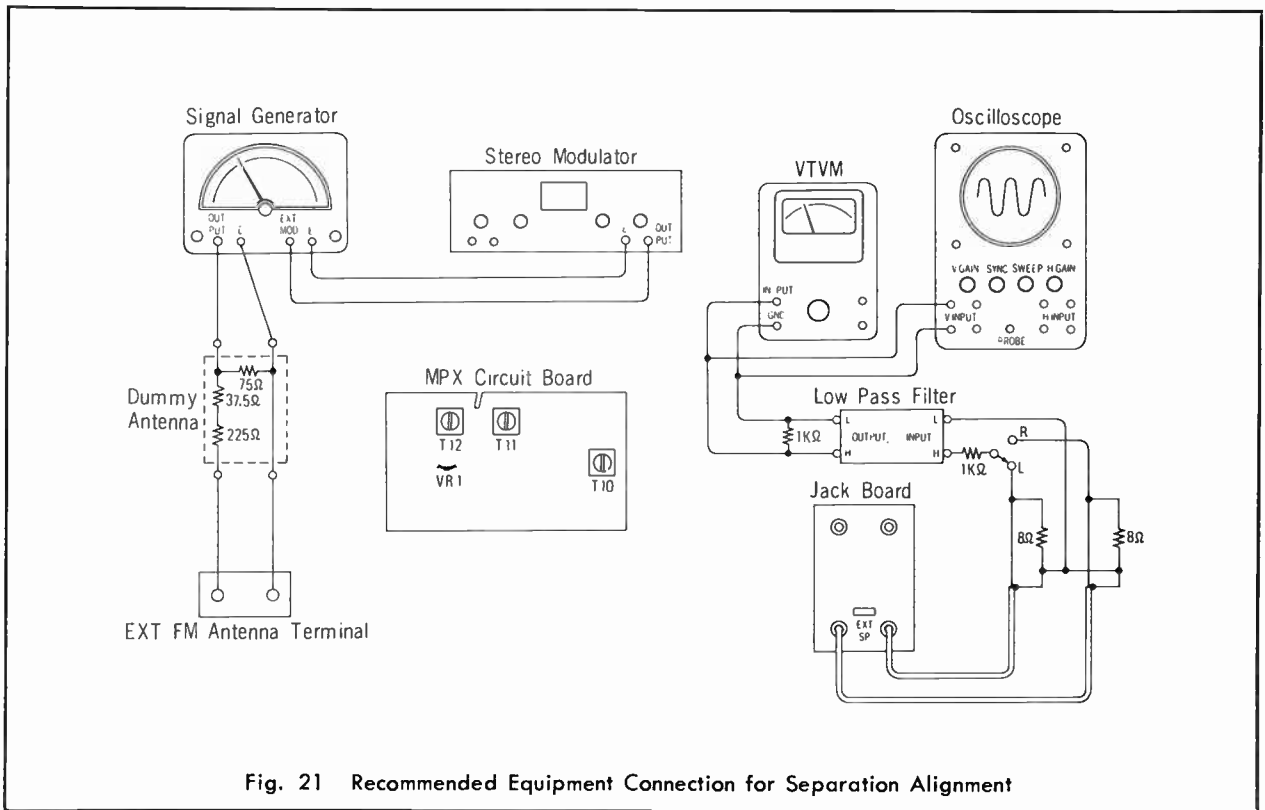 Signal Generator
OUT
PUT
E
EXT
MOD
E
Stereo Modulator
E
OUT
PUT
VTVM
IN PUT
GND
Oscilloscope
V GAIN SYNC SWEEP H GAIN
V INPUT
H INPUT
PROBE
Dummy
Antenna
75Ω
37.5Ω
225Ω
EXT FM Antenna Terminal
MPX Circuit Board
T12
T11
VR1
T10
Low Pass Filter
1KΩ
L
OUTPUT
INPUT
L
H
H
1KΩ
R
L
Jack Board
EXT
SP
8Ω
8Ω
Fig. 21 Recommended Equipment Connection for Separation Alignment